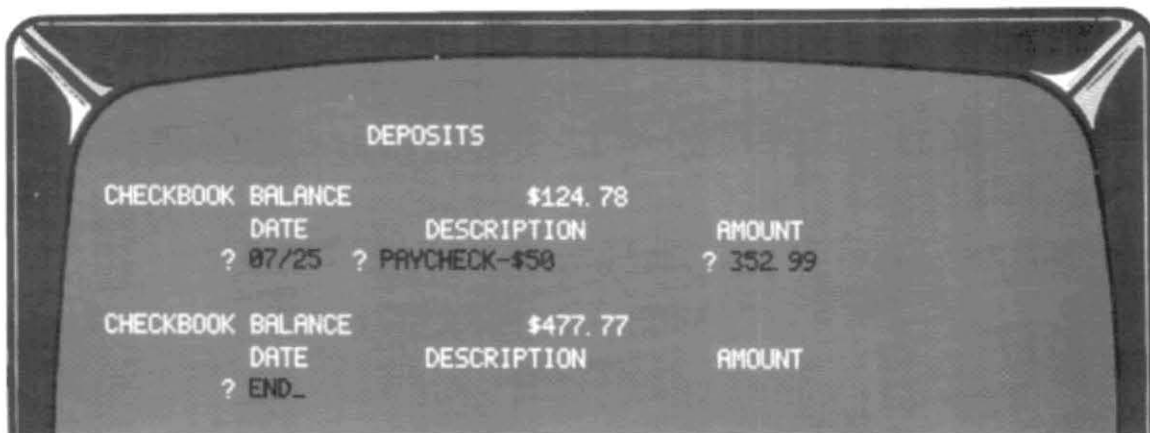 DEPOSITS
CHECKBOOK BALANCE $124.78
DATE DESCRIPTION AMOUNT
? 07/25 ? PAYCHECK-$50 ? 352.99
CHECKBOOK BALANCE $477.77
DATE DESCRIPTION AMOUNT
? END_